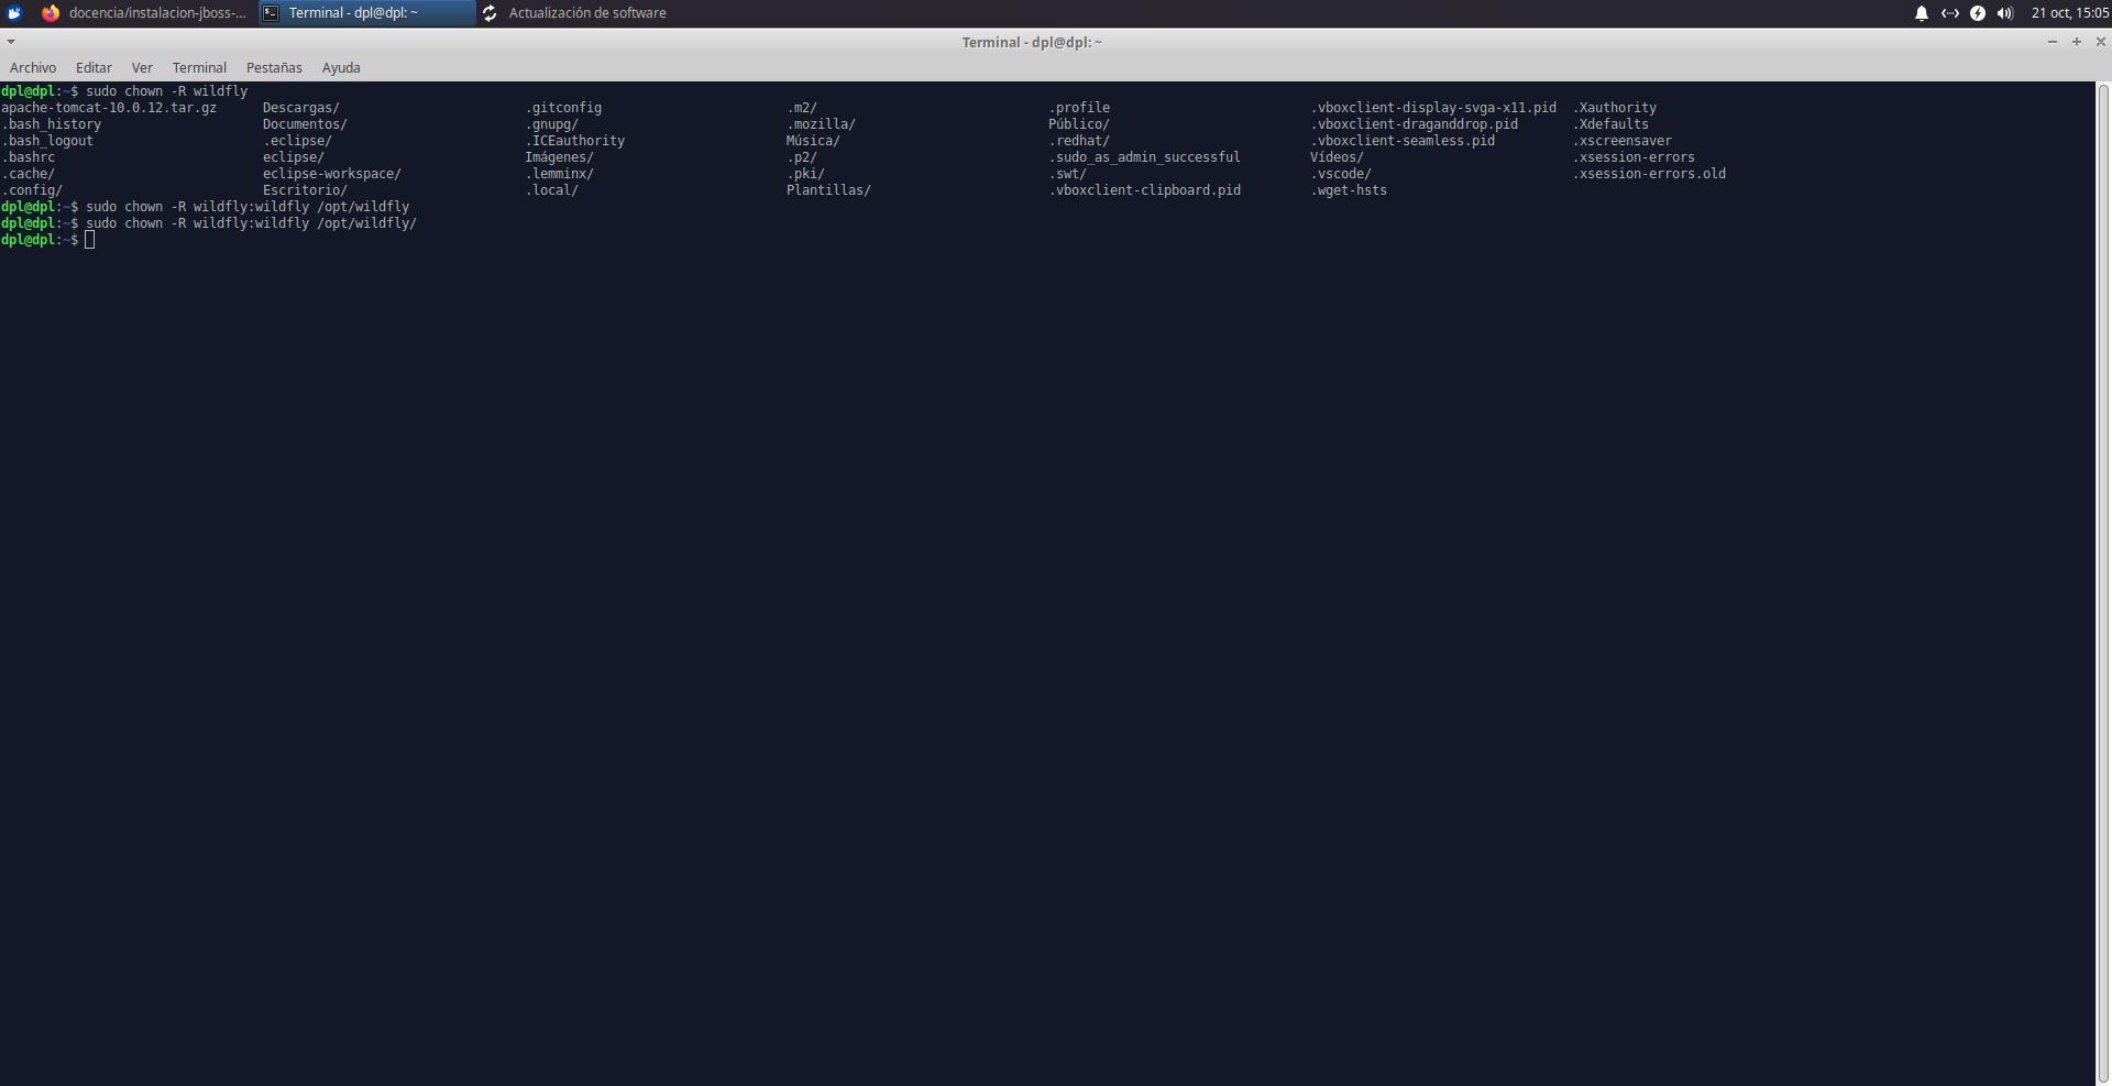 docencia/instalacion-jboss-... Terminal - dpl@dpl: ~ Actualización de software 21 oct, 15:05
Terminal - dpl@dpl: ~
Archivo Editar Ver Terminal Pestañas Ayuda
dpl@dpl:~$ sudo chown -R wildfly
apache-tomcat-10.0.12.tar.gz Descargas/ .gitconfig .m2/ .profile .vboxclient-display-svga-x11.pid .Xauthority
.bash_history Documentos/ .gnupg/ .mozilla/ Público/ .vboxclient-draganddrop.pid .Xdefaults
.bash_logout .eclipse/ .ICEauthority Música/ .redhat/ .vboxclient-seamless.pid .xscreensaver
.bashrc eclipse/ Imágenes/ .p2/ .sudo_as_admin_successful Vídeos/ .xsession-errors
.cache/ eclipse-workspace/ .lemminx/ .pki/ .swt/ .vscode/ .xsession-errors.old
.config/ Escritorio/ .local/ Plantillas/ .vboxclient-clipboard.pid .wget-hsts
dpl@dpl:~$ sudo chown -R wildfly:wildfly /opt/wildfly
dpl@dpl:~$ sudo chown -R wildfly:wildfly /opt/wildfly/
dpl@dpl:~$